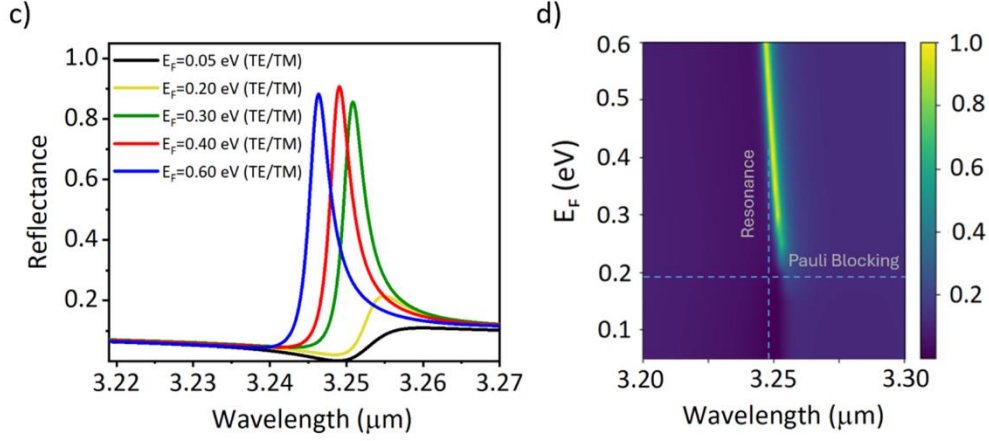 c)
1.0
0.8
0.6
0.4
0.2
Reflectance
E_F=0.05 eV (TE/TM)
E_F=0.20 eV (TE/TM)
E_F=0.30 eV (TE/TM)
E_F=0.40 eV (TE/TM)
E_F=0.60 eV (TE/TM)
3.22 3.23 3.24 3.25 3.26 3.27
Wavelength (μm)
d)
0.6
0.5
0.4
0.3
0.2
0.1
E_F (eV)
Resonance
Pauli Blocking
3.20 3.25 3.30
Wavelength (μm)
1.0
0.8
0.6
0.4
0.2